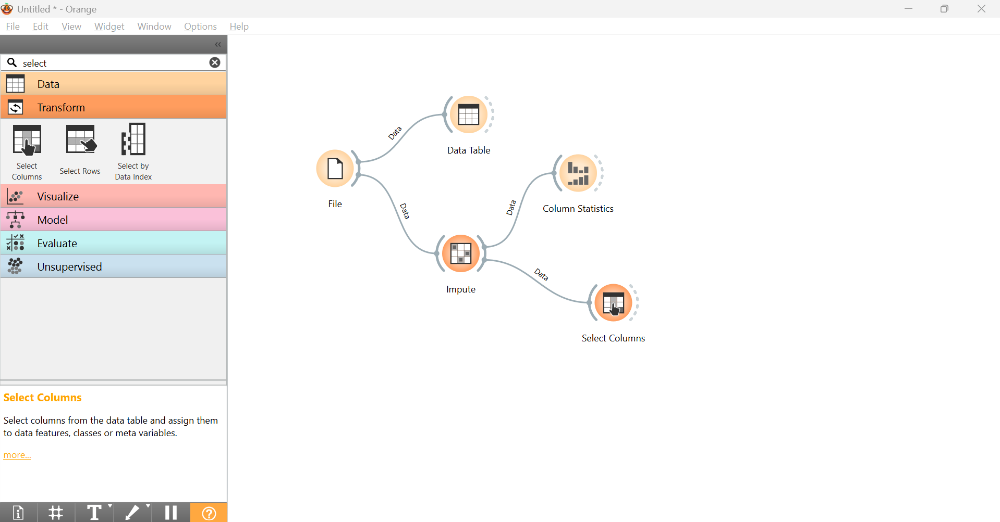 Untitled * - Orange
File Edit View Widget Window Options Help
select
Data
Transform
Select
Columns
Select Rows
Select by
Data Index
Visualize
Model
Evaluate
Unsupervised
Select Columns
Select columns from the data table and assign them
to data features, classes or meta variables.
more...
Data
Data Table
File
Data
Data
Column Statistics
Impute
Data
Select Columns